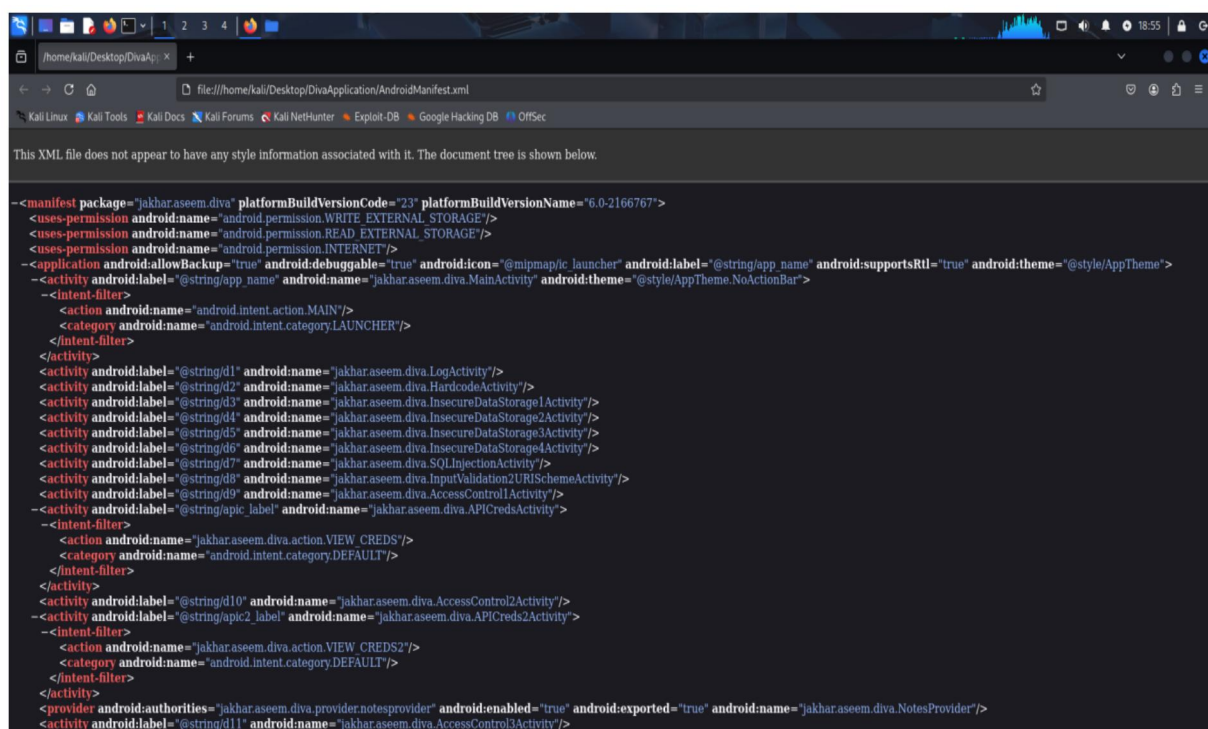 1 2 3 4
18:55
/home/kali/Desktop/DivaApp
file:///home/kali/Desktop/DivaApplication/AndroidManifest.xml
Kali Linux Kali Tools Kali Docs Kali Forums Kali NetHunter Exploit-DB Google Hacking DB OffSec
This XML file does not appear to have any style information associated with it. The document tree is shown below.
−<manifest package="jakhar.aseem.diva" platformBuildVersionCode="23" platformBuildVersionName="6.0-2166767">
<uses-permission android:name="android.permission.WRITE_EXTERNAL_STORAGE"/>
<uses-permission android:name="android.permission.READ_EXTERNAL_STORAGE"/>
<uses-permission android:name="android.permission.INTERNET"/>
−<application android:allowBackup="true" android:debuggable="true" android:icon="@mipmap/ic_launcher" android:label="@string/app_name" android:supportsRtl="true" android:theme="@style/AppTheme">
−<activity android:label="@string/app_name" android:name="jakhar.aseem.diva.MainActivity" android:theme="@style/AppTheme.NoActionBar">
−<intent-filter>
<action android:name="android.intent.action.MAIN"/>
<category android:name="android.intent.category.LAUNCHER"/>
</intent-filter>
</activity>
<activity android:label="@string/d1" android:name="jakhar.aseem.diva.LogActivity"/>
<activity android:label="@string/d2" android:name="jakhar.aseem.diva.HardcodeActivity"/>
<activity android:label="@string/d3" android:name="jakhar.aseem.diva.InsecureDataStorage1Activity"/>
<activity android:label="@string/d4" android:name="jakhar.aseem.diva.InsecureDataStorage2Activity"/>
<activity android:label="@string/d5" android:name="jakhar.aseem.diva.InsecureDataStorage3Activity"/>
<activity android:label="@string/d6" android:name="jakhar.aseem.diva.InsecureDataStorage4Activity"/>
<activity android:label="@string/d7" android:name="jakhar.aseem.diva.SQLInjectionActivity"/>
<activity android:label="@string/d8" android:name="jakhar.aseem.diva.InputValidation2URISchemeActivity"/>
<activity android:label="@string/d9" android:name="jakhar.aseem.diva.AccessControl1Activity"/>
−<activity android:label="@string/apic_label" android:name="jakhar.aseem.diva.APICredsActivity">
−<intent-filter>
<action android:name="jakhar.aseem.diva.action.VIEW_CREDS"/>
<category android:name="android.intent.category.DEFAULT"/>
</intent-filter>
</activity>
<activity android:label="@string/d10" android:name="jakhar.aseem.diva.AccessControl2Activity"/>
−<activity android:label="@string/apic2_label" android:name="jakhar.aseem.diva.APICreds2Activity">
−<intent-filter>
<action android:name="jakhar.aseem.diva.action.VIEW_CREDS2"/>
<category android:name="android.intent.category.DEFAULT"/>
</intent-filter>
</activity>
<provider android:authorities="jakhar.aseem.diva.provider.notesprovider" android:enabled="true" android:exported="true" android:name="jakhar.aseem.diva.NotesProvider"/>
<activity android:label="@string/d11" android:name="jakhar.aseem.diva.AccessControl3Activity"/>